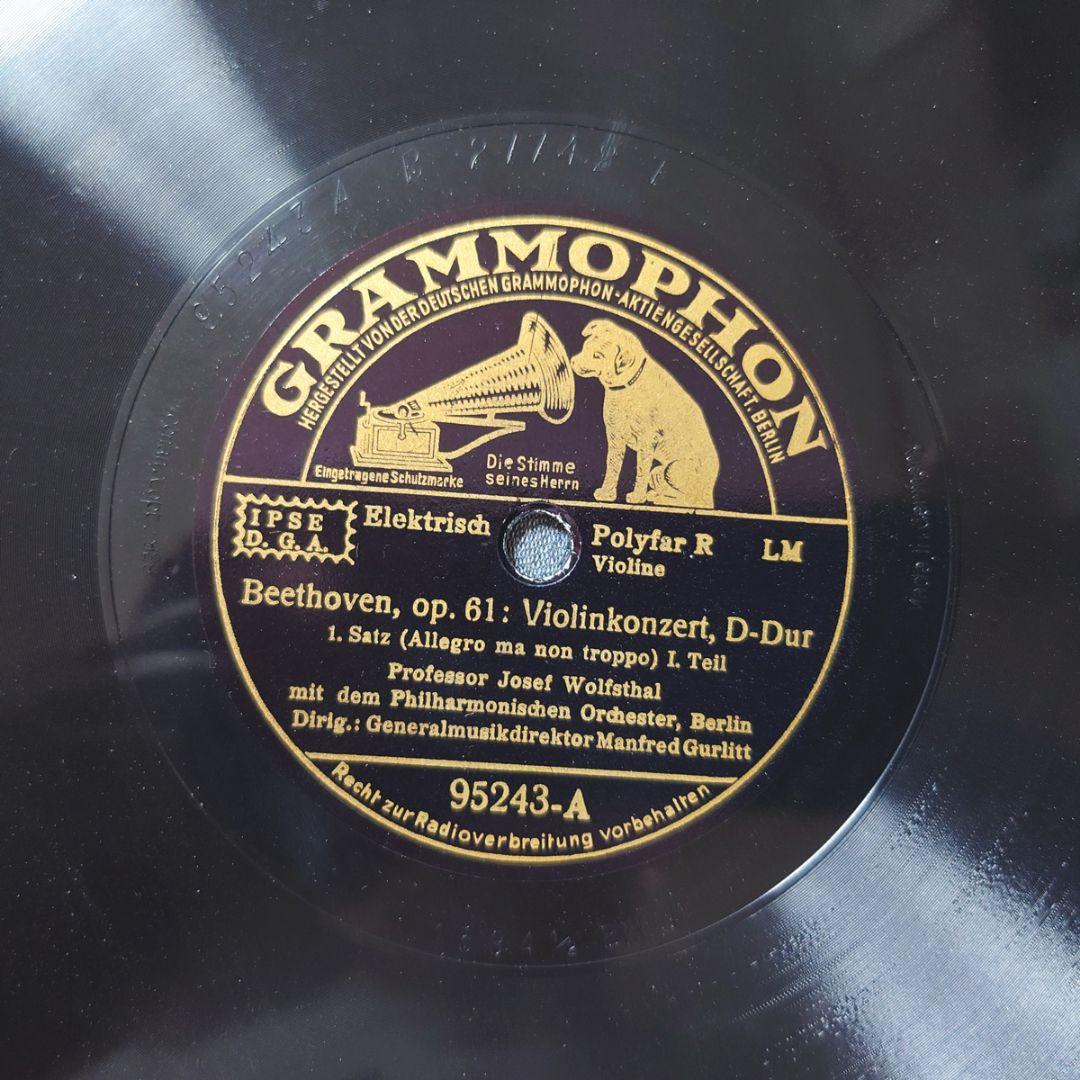 95243 A
GRAMMOPHON
HERGESTELLT VON DER DEUTSCHEN GRAMMOPHON-AKTIENGESELLSCHAFT. BERLIN
Eingetragene Schutzmarke
Die Stimme
seines Herrn
IPSE
D. G. A.
Elektrisch
Polyfar R
LM
Violine
Beethoven, op. 61: Violinkonzert, D-Dur
1. Satz (Allegro ma non troppo) I. Teil
Professor Josef Wolfsthal
mit dem Philharmonischen Orchester, Berlin
Dirig.: Generalmusikdirektor Manfred Gurlitt
95243-A
Recht zur Radioverbreitung vorbehalten